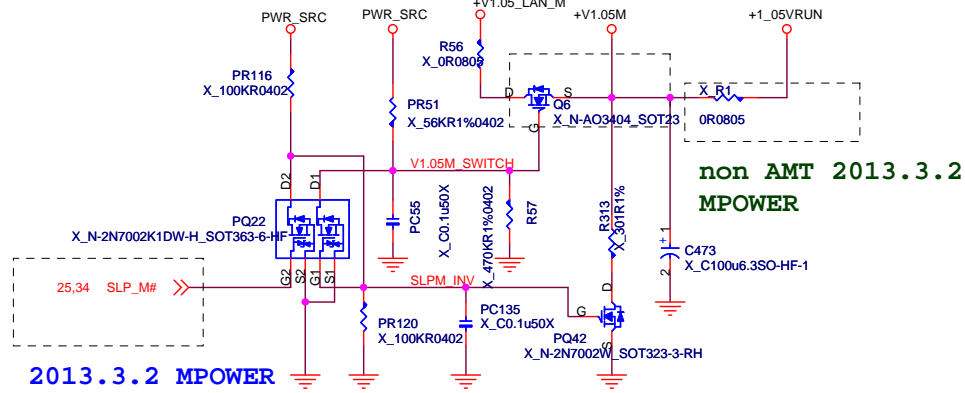 +V1.05_LAN_M
PWR_SRC
PWR_SRC
+V1.05M
+1_05VRUN
R56
X_0R0805
PR116
X_100KR0402
D
S
X_R1
PR51
X_56KR1%0402
Q6
X_N-AO3404_SOT23
0R0805
G
V1.05M_SWITCH
non AMT 2013.3.2
MPOWER
D2
D1
PQ22
X_N-2N7002K1DW-H_SOT363-6-HF
PC55
X_C0.1u50X
X_470KR1%0402
R57
R313
X_301R1%
1
+
C473
X_C100u6.3SO-HF-1
2
G2
S2
G1
S1
25,34 SLP_M#
SLPM_INV
D
G
PR120
X_100KR0402
PC135
X_C0.1u50X
PQ42
S
X_N-2N7002W_SOT323-3-RH
2013.3.2 MPOWER